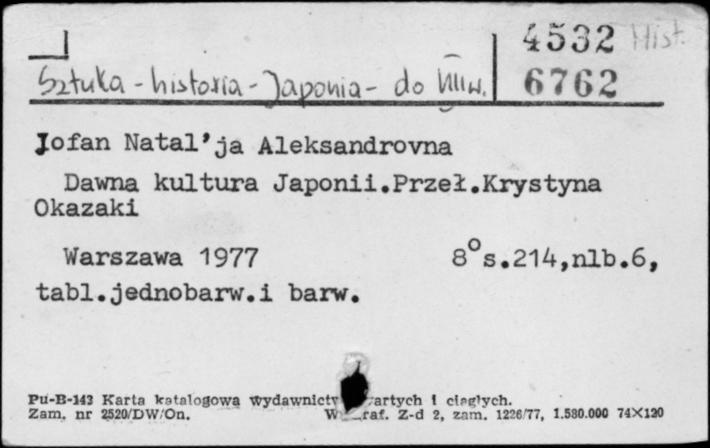 4532 Hist.
Sztuka - historia - Japonia - do w.
6762
Jofan Natal'ja Aleksandrovna
Dawna kultura Japonii.Przeł.Krystyna
Okazaki
Warszawa 1977 8°s.214,nlb.6,
tabl.jednobarw.i barw.
Pu-B-143 Karta katalogowa wydawnictw artych i ciągłych.
Zam. nr 2520/DW/On. raf. Z-d 2, zam. 1226/77, 1.580.000 74×120